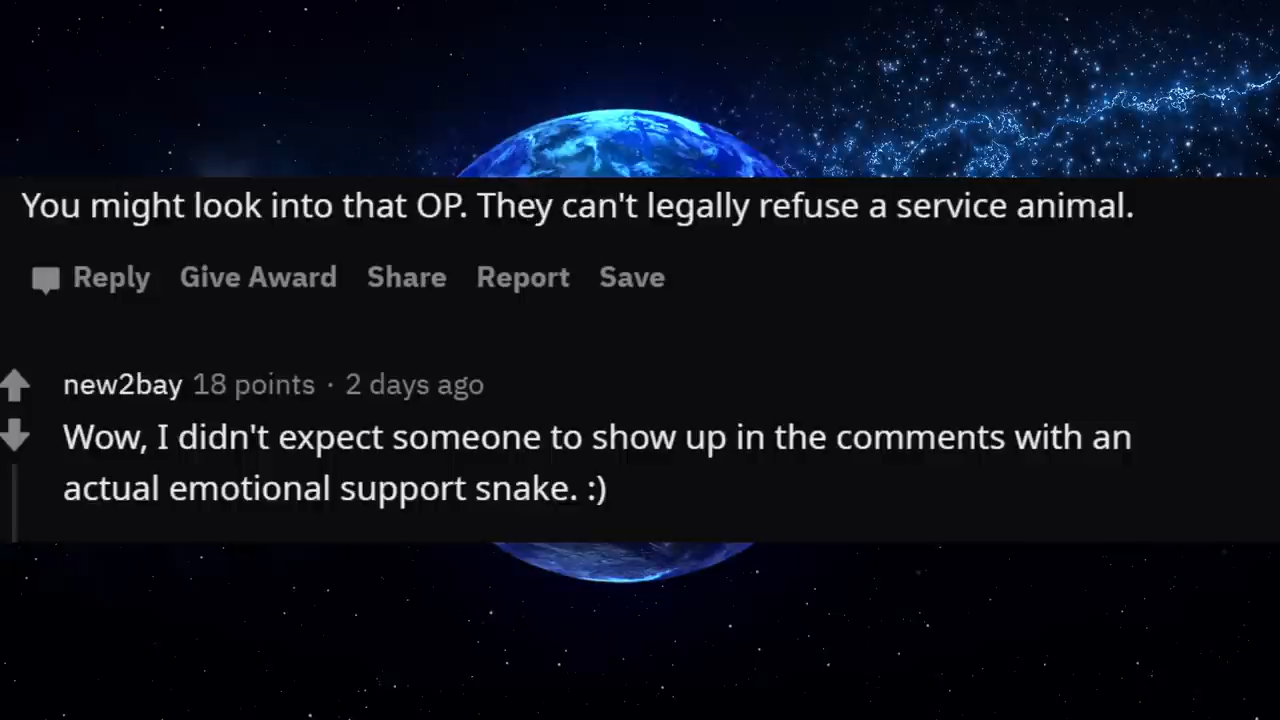 You might look into that OP. They can't legally refuse a service animal.
Reply Give Award Share Report Save
new2bay 18 points · 2 days ago
Wow, I didn't expect someone to show up in the comments with an
actual emotional support snake. :)